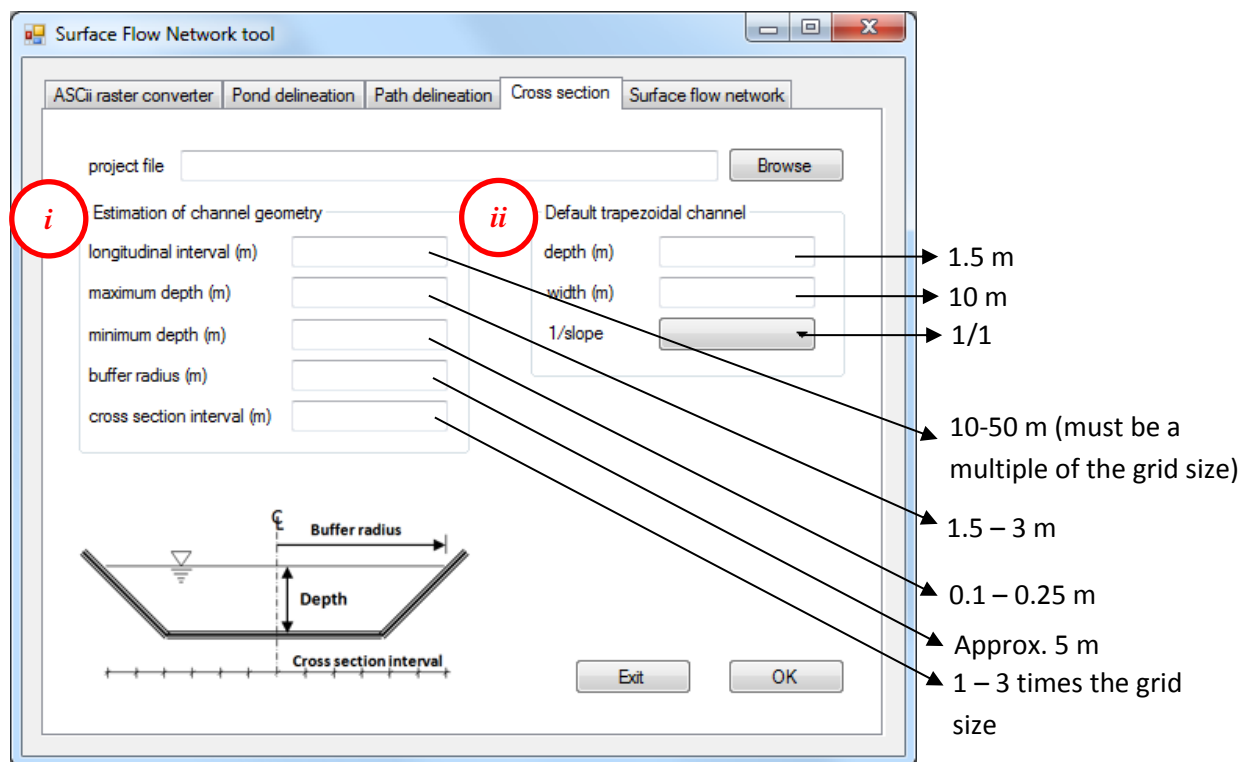 Surface Flow Network tool
ASCii raster converter Pond delineation Path delineation Cross section Surface flow network
project file Browse
i Estimation of channel geometry
longitudinal interval (m)
maximum depth (m)
minimum depth (m)
buffer radius (m)
cross section interval (m)
ii Default trapezoidal channel
depth (m)
width (m)
1/slope
1.5 m
10 m
1/1
10-50 m (must be a
multiple of the grid size)
1.5 – 3 m
0.1 – 0.25 m
Approx. 5 m
1 – 3 times the grid
size
℄
Buffer radius
Depth
Cross section interval
Exit OK